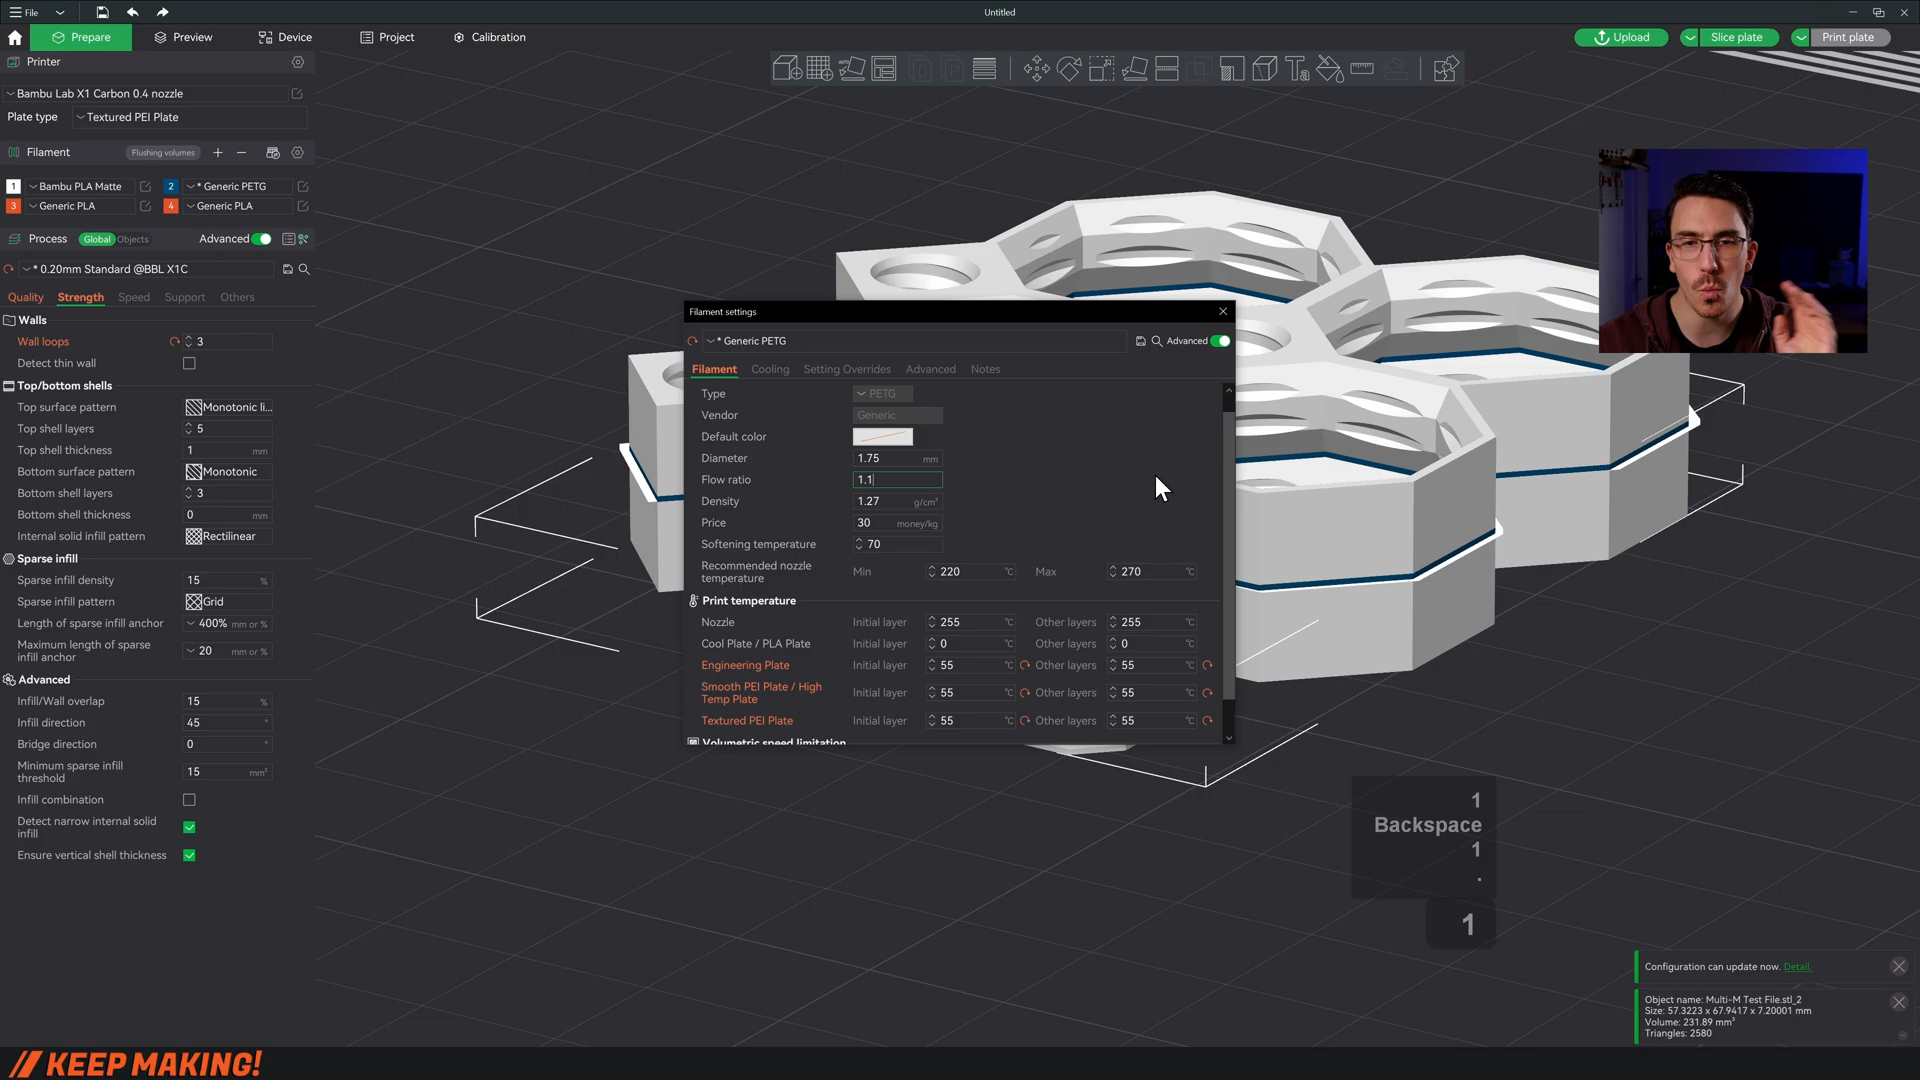 File
Untitled
Prepare
Preview
Device
Project
Calibration
Upload
Slice plate
Print plate
Printer
Bambu Lab X1 Carbon 0.4 nozzle
Plate type
Textured PEI Plate
Filament
Flushing volumes
1
Bambu PLA Matte
2
* Generic PETG
3
Generic PLA
4
Generic PLA
Process
Global
Objects
Advanced
* 0.20mm Standard @BBL X1C
Quality
Strength
Speed
Support
Others
Walls
Wall loops
3
Detect thin wall
Top/bottom shells
Top surface pattern
Monotonic li...
Top shell layers
5
Top shell thickness
1 mm
Bottom surface pattern
Monotonic
Bottom shell layers
3
Bottom shell thickness
0 mm
Internal solid infill pattern
Rectilinear
Sparse infill
Sparse infill density
15 %
Sparse infill pattern
Grid
Length of sparse infill anchor
400% mm or %
Maximum length of sparse
infill anchor
20 mm or %
Advanced
Infill/Wall overlap
15 %
Infill direction
45 °
Bridge direction
0 °
Minimum sparse infill
threshold
15 mm²
Infill combination
Detect narrow internal solid
infill
Ensure vertical shell thickness
Filament settings
* Generic PETG
Advanced
Filament
Cooling
Setting Overrides
Advanced
Notes
Type
PETG
Vendor
Generic
Default color
Diameter
1.75 mm
Flow ratio
1.1
Density
1.27 g/cm³
Price
30 money/kg
Softening temperature
70
Recommended nozzle
temperature
Min
220 °C
Max
270 °C
Print temperature
Nozzle
Initial layer
255 °C
Other layers
255 °C
Cool Plate / PLA Plate
Initial layer
0 °C
Other layers
0 °C
Engineering Plate
Initial layer
55 °C
Other layers
55 °C
Smooth PEI Plate / High
Temp Plate
Initial layer
55 °C
Other layers
55 °C
Textured PEI Plate
Initial layer
55 °C
Other layers
55 °C
Volumetric speed limitation
1
Backspace
1
.
1
Configuration can update now. Detail.
Object name: Multi-M Test File.stl_2
Size: 57.3223 x 67.9417 x 7.20001 mm
Volume: 231.89 mm³
Triangles: 2580
// KEEP MAKING!